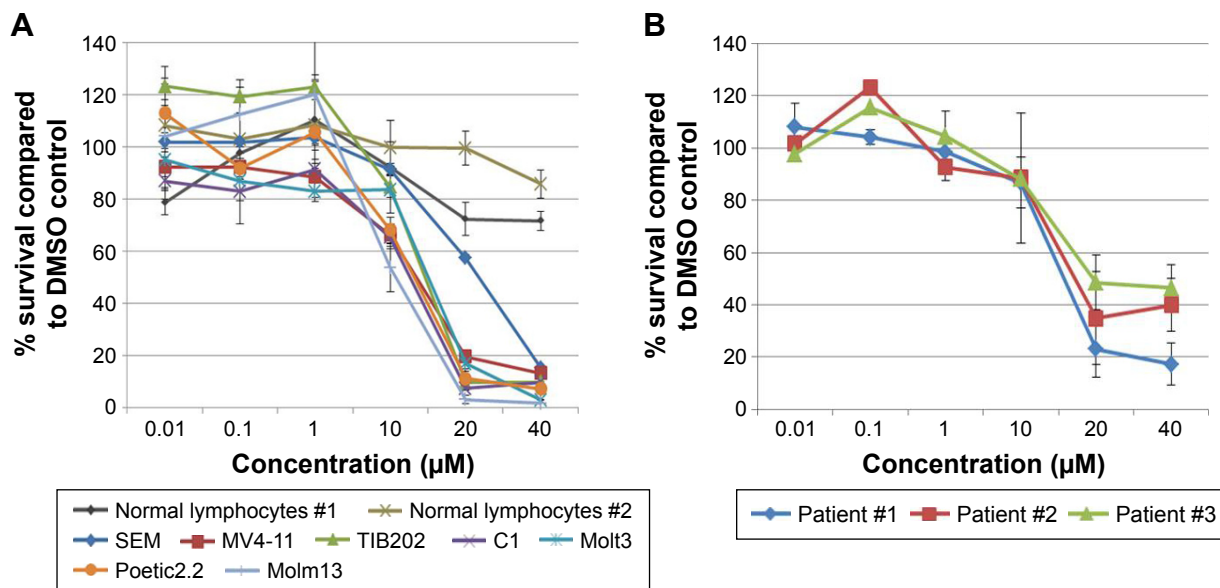 A
% survival compared
to DMSO control
140
120
100
80
60
40
20
0
0.01 0.1 1 10 20 40
Concentration (µM)
Normal lymphocytes #1 Normal lymphocytes #2
SEM MV4-11 TIB202 C1 Molt3
Poetic2.2 Molm13
B
% survival compared
to DMSO control
140
120
100
80
60
40
20
0
0.01 0.1 1 10 20 40
Concentration (µM)
Patient #1 Patient #2 Patient #3